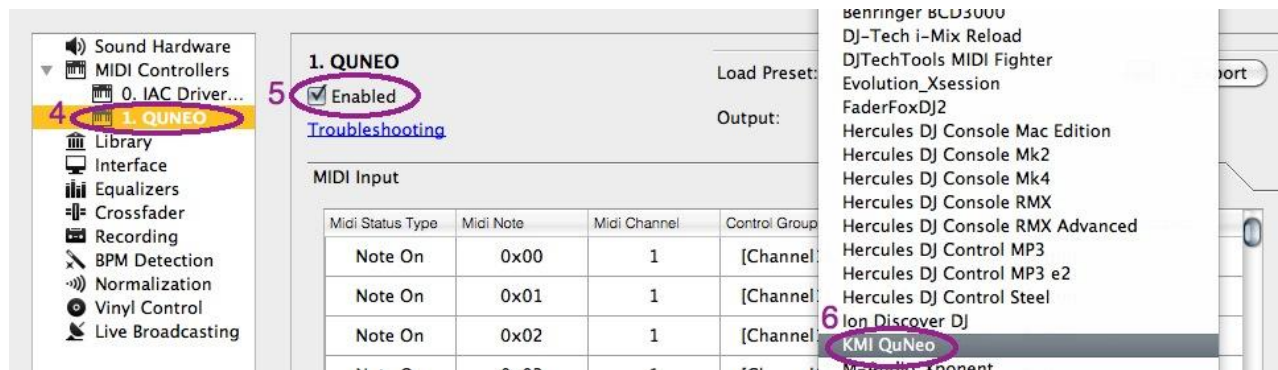 Sound Hardware
MIDI Controllers
0. IAC Driver...
4
1. QUNEO
Library
Interface
Equalizers
Crossfader
Recording
BPM Detection
Normalization
Vinyl Control
Live Broadcasting
1. QUNEO
5
Enabled
Troubleshooting
Load Preset:
Output:
port
MIDI Input
Midi Status Type Midi Note Midi Channel Control Group
Note On 0x00 1 [Channel
Note On 0x01 1 [Channel
Note On 0x02 1 [Channel
Behringer BCD3000
DJ-Tech i-Mix Reload
DJTechTools MIDI Fighter
Evolution_Xsession
FaderFoxDJ2
Hercules DJ Console Mac Edition
Hercules DJ Console Mk2
Hercules DJ Console Mk4
Hercules DJ Console RMX
Hercules DJ Console RMX Advanced
Hercules DJ Control MP3
Hercules DJ Control MP3 e2
Hercules DJ Control Steel
6
Ion Discover DJ
KMI QuNeo